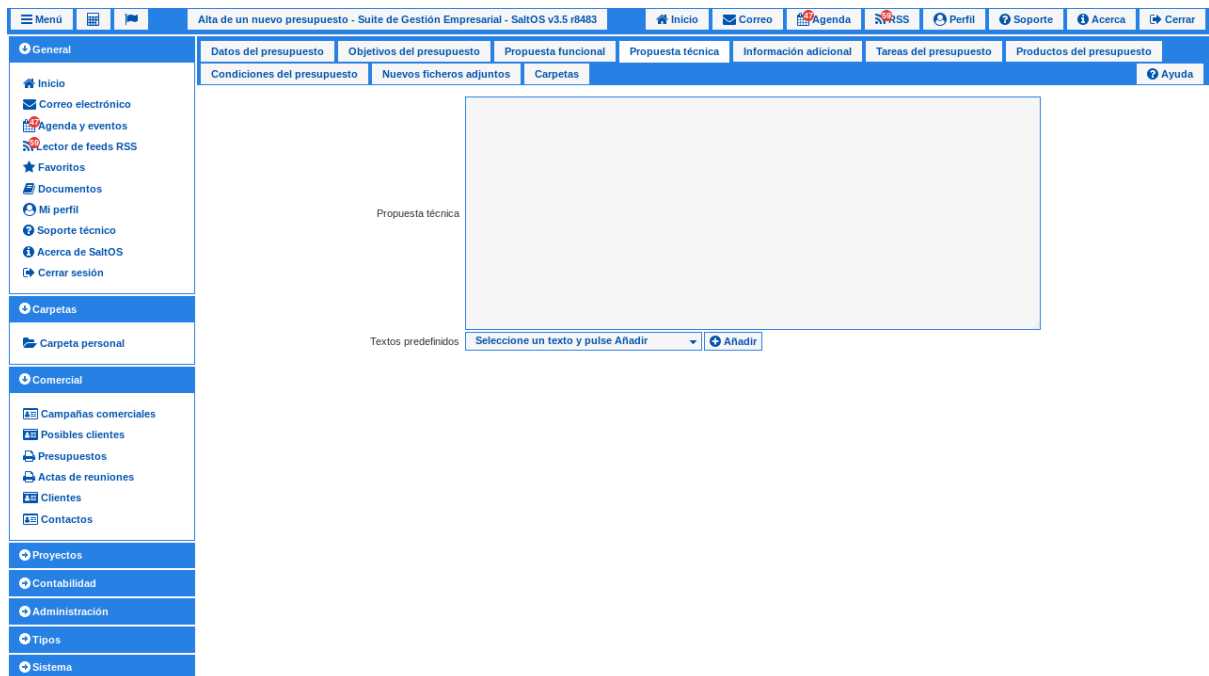 Menú
Alta de un nuevo presupuesto - Suite de Gestión Empresarial - SaltOS v3.5 r8483
Inicio
Correo
47
Agenda
59
RSS
Perfil
Soporte
Acerca
Cerrar
General
Inicio
Correo electrónico
47
Agenda y eventos
59
Lector de feeds RSS
Favoritos
Documentos
Mi perfil
Soporte técnico
Acerca de SaltOS
Cerrar sesión
Carpetas
Carpeta personal
Comercial
Campañas comerciales
Posibles clientes
Presupuestos
Actas de reuniones
Clientes
Contactos
Proyectos
Contabilidad
Administración
Tipos
Sistema
Datos del presupuesto
Objetivos del presupuesto
Propuesta funcional
Propuesta técnica
Información adicional
Tareas del presupuesto
Productos del presupuesto
Condiciones del presupuesto
Nuevos ficheros adjuntos
Carpetas
Ayuda
Propuesta técnica
Textos predefinidos
Seleccione un texto y pulse Añadir
Añadir